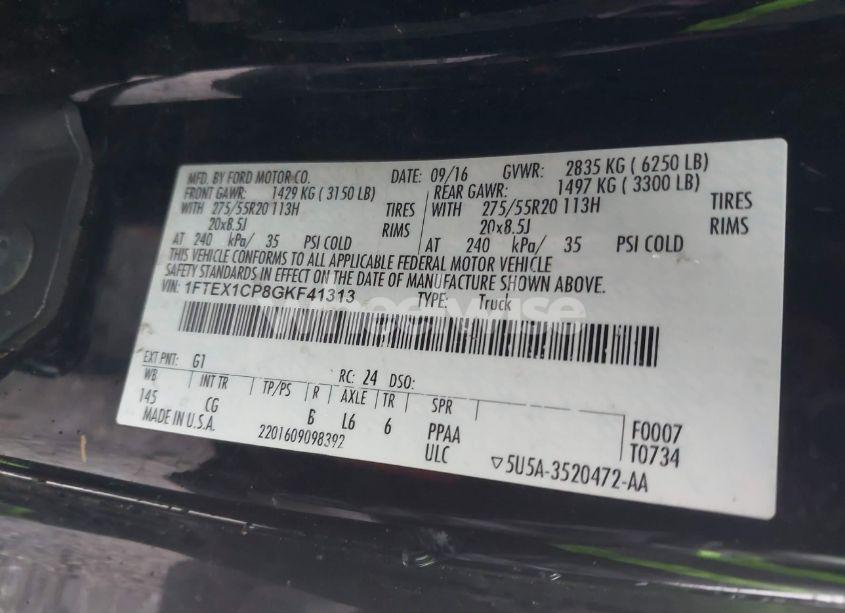 MFD. BY FORD MOTOR CO. DATE: 09/16 GVWR: 2835 KG ( 6250 LB)
FRONT GAWR: 1429 KG ( 3150 LB) REAR GAWR: 1497 KG ( 3300 LB)
WITH 275/55R20 113H TIRES WITH 275/55R20 113H TIRES
20x8.5J RIMS 20x8.5J RIMS
AT 240 kPa/ 35 PSI COLD AT 240 kPa/ 35 PSI COLD
THIS VEHICLE CONFORMS TO ALL APPLICABLE FEDERAL MOTOR VEHICLE
SAFETY STANDARDS IN EFFECT ON THE DATE OF MANUFACTURE SHOWN ABOVE.
VIN: 1FTEX1CP8GKF41313 TYPE: Truck
EXT PNT: G1 RC: 24 DSO:
WB INT TR TP/PS R AXLE TR SPR
145 CG B L6 6 PPAA F0007
MADE IN U.S.A. 2201609098392 ULC T0734
▽5U5A-3520472-AA